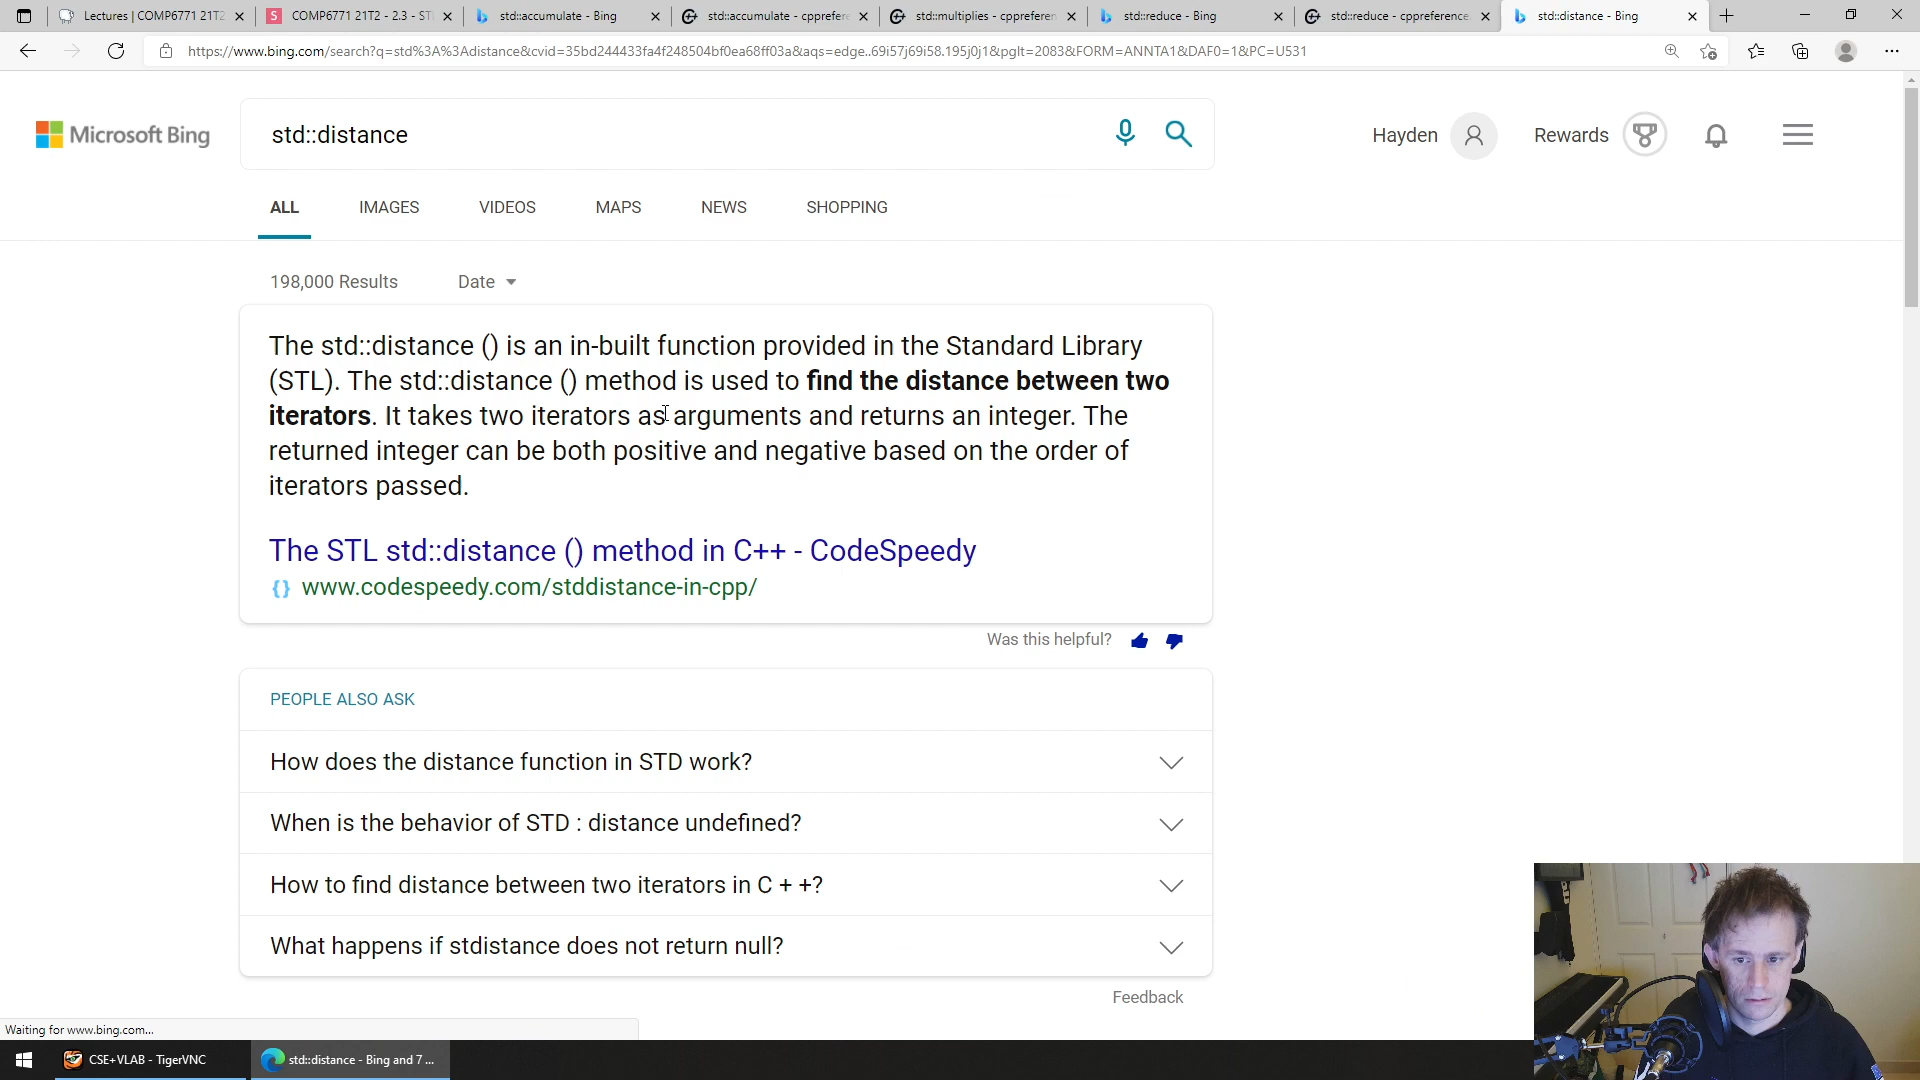 Lectures | COMP6771 21T2
COMP6771 21T2 - 2.3 - ST
std::accumulate - Bing
std::accumulate - cpprefere
std::multiplies - cppreferen
std::reduce - Bing
std::reduce - cppreference
std::distance - Bing
https://www.bing.com/search?q=std%3A%3Adistance&cvid=35bd244433fa4f248504bf0ea68ff03a&aqs=edge..69i57j69i58.195j0j1&pglt=2083&FORM=ANNTA1&DAF0=1&PC=U531
Microsoft Bing
std::distance
Hayden
Rewards
ALL IMAGES VIDEOS MAPS NEWS SHOPPING
198,000 Results Date
The std::distance () is an in-built function provided in the Standard Library
(STL). The std::distance () method is used to find the distance between two
iterators. It takes two iterators as arguments and returns an integer. The
returned integer can be both positive and negative based on the order of
iterators passed.
The STL std::distance () method in C++ - CodeSpeedy
{} www.codespeedy.com/stddistance-in-cpp/
Was this helpful?
PEOPLE ALSO ASK
How does the distance function in STD work?
When is the behavior of STD : distance undefined?
How to find distance between two iterators in C + +?
What happens if stdistance does not return null?
Feedback
Waiting for www.bing.com...
CSE+VLAB - TigerVNC
std::distance - Bing and 7 ...